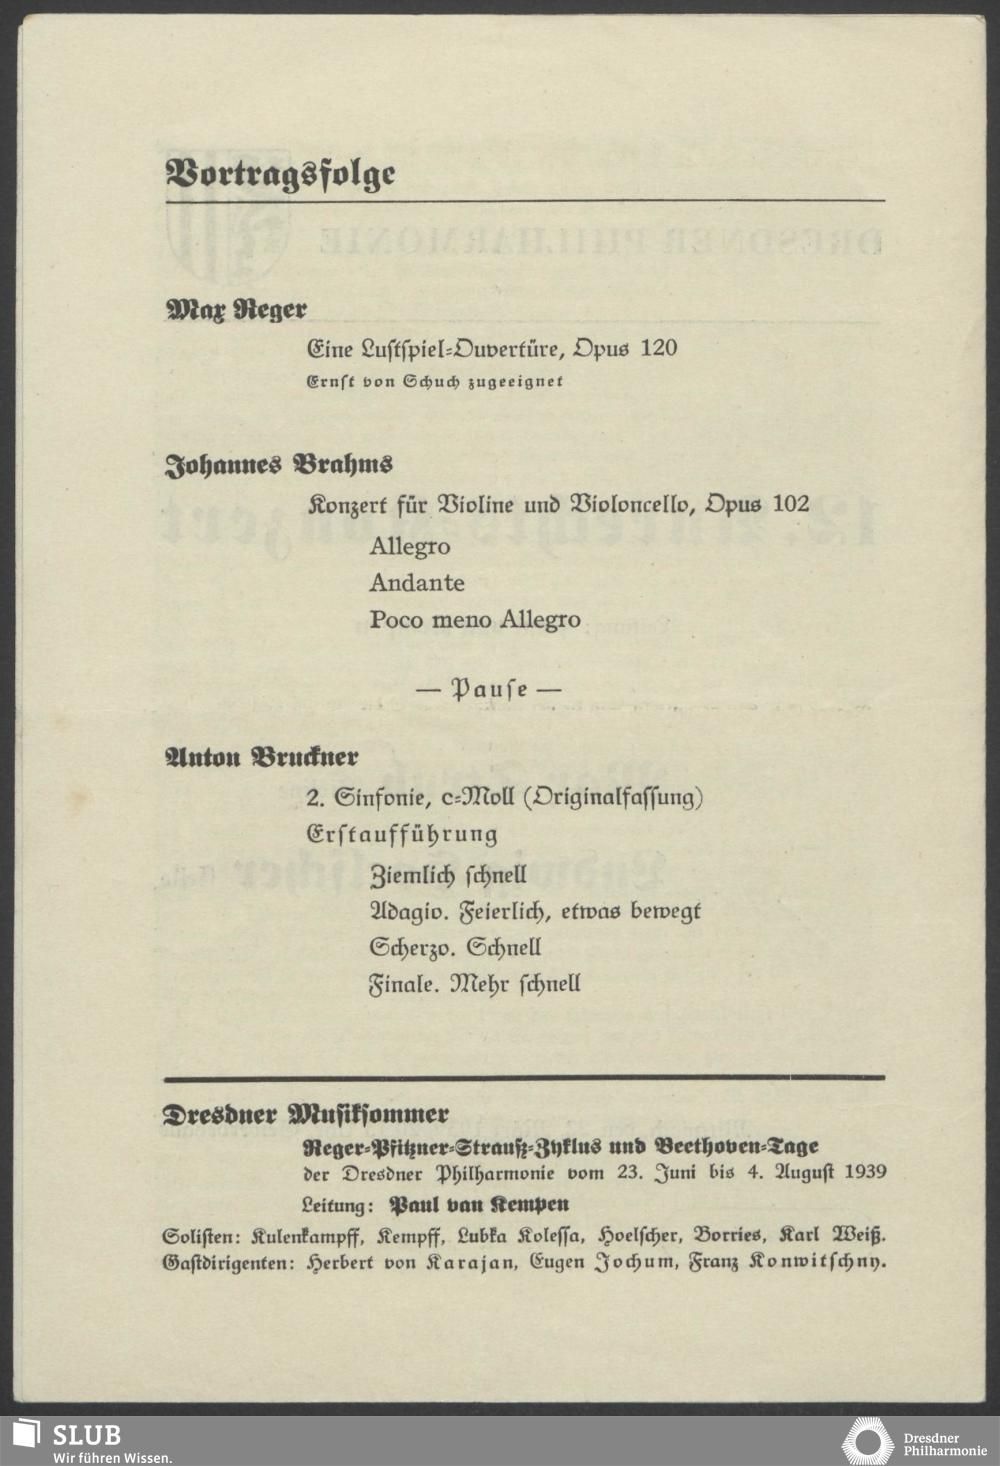 Vortragsfolge
Max Reger
Eine Lustspiel-Ouvertüre, Opus 120
Ernst von Schuch zugeeignet
Johannes Brahms
Konzert für Violine und Violoncello, Opus 102
Allegro
Andante
Poco meno Allegro
— Pause —
Anton Bruckner
2. Sinfonie, c-Moll (Originalfassung)
Erstaufführung
Ziemlich schnell
Adagio. Feierlich, etwas bewegt
Scherzo. Schnell
Finale. Mehr schnell
Dresdner Musiksommer
Reger-Pfitzner-Strauß-Zyklus und Beethoven-Tage
der Dresdner Philharmonie vom 23. Juni bis 4. August 1939
Leitung: Paul van Kempen
Solisten: Kulenkampff, Kempff, Lubka Kolessa, Hoelscher, Borries, Karl Weiß.
Gastdirigenten: Herbert von Karajan, Eugen Jochum, Franz Konwitschny.
SLUB
Wir führen Wissen.
Dresdner
Philharmonie